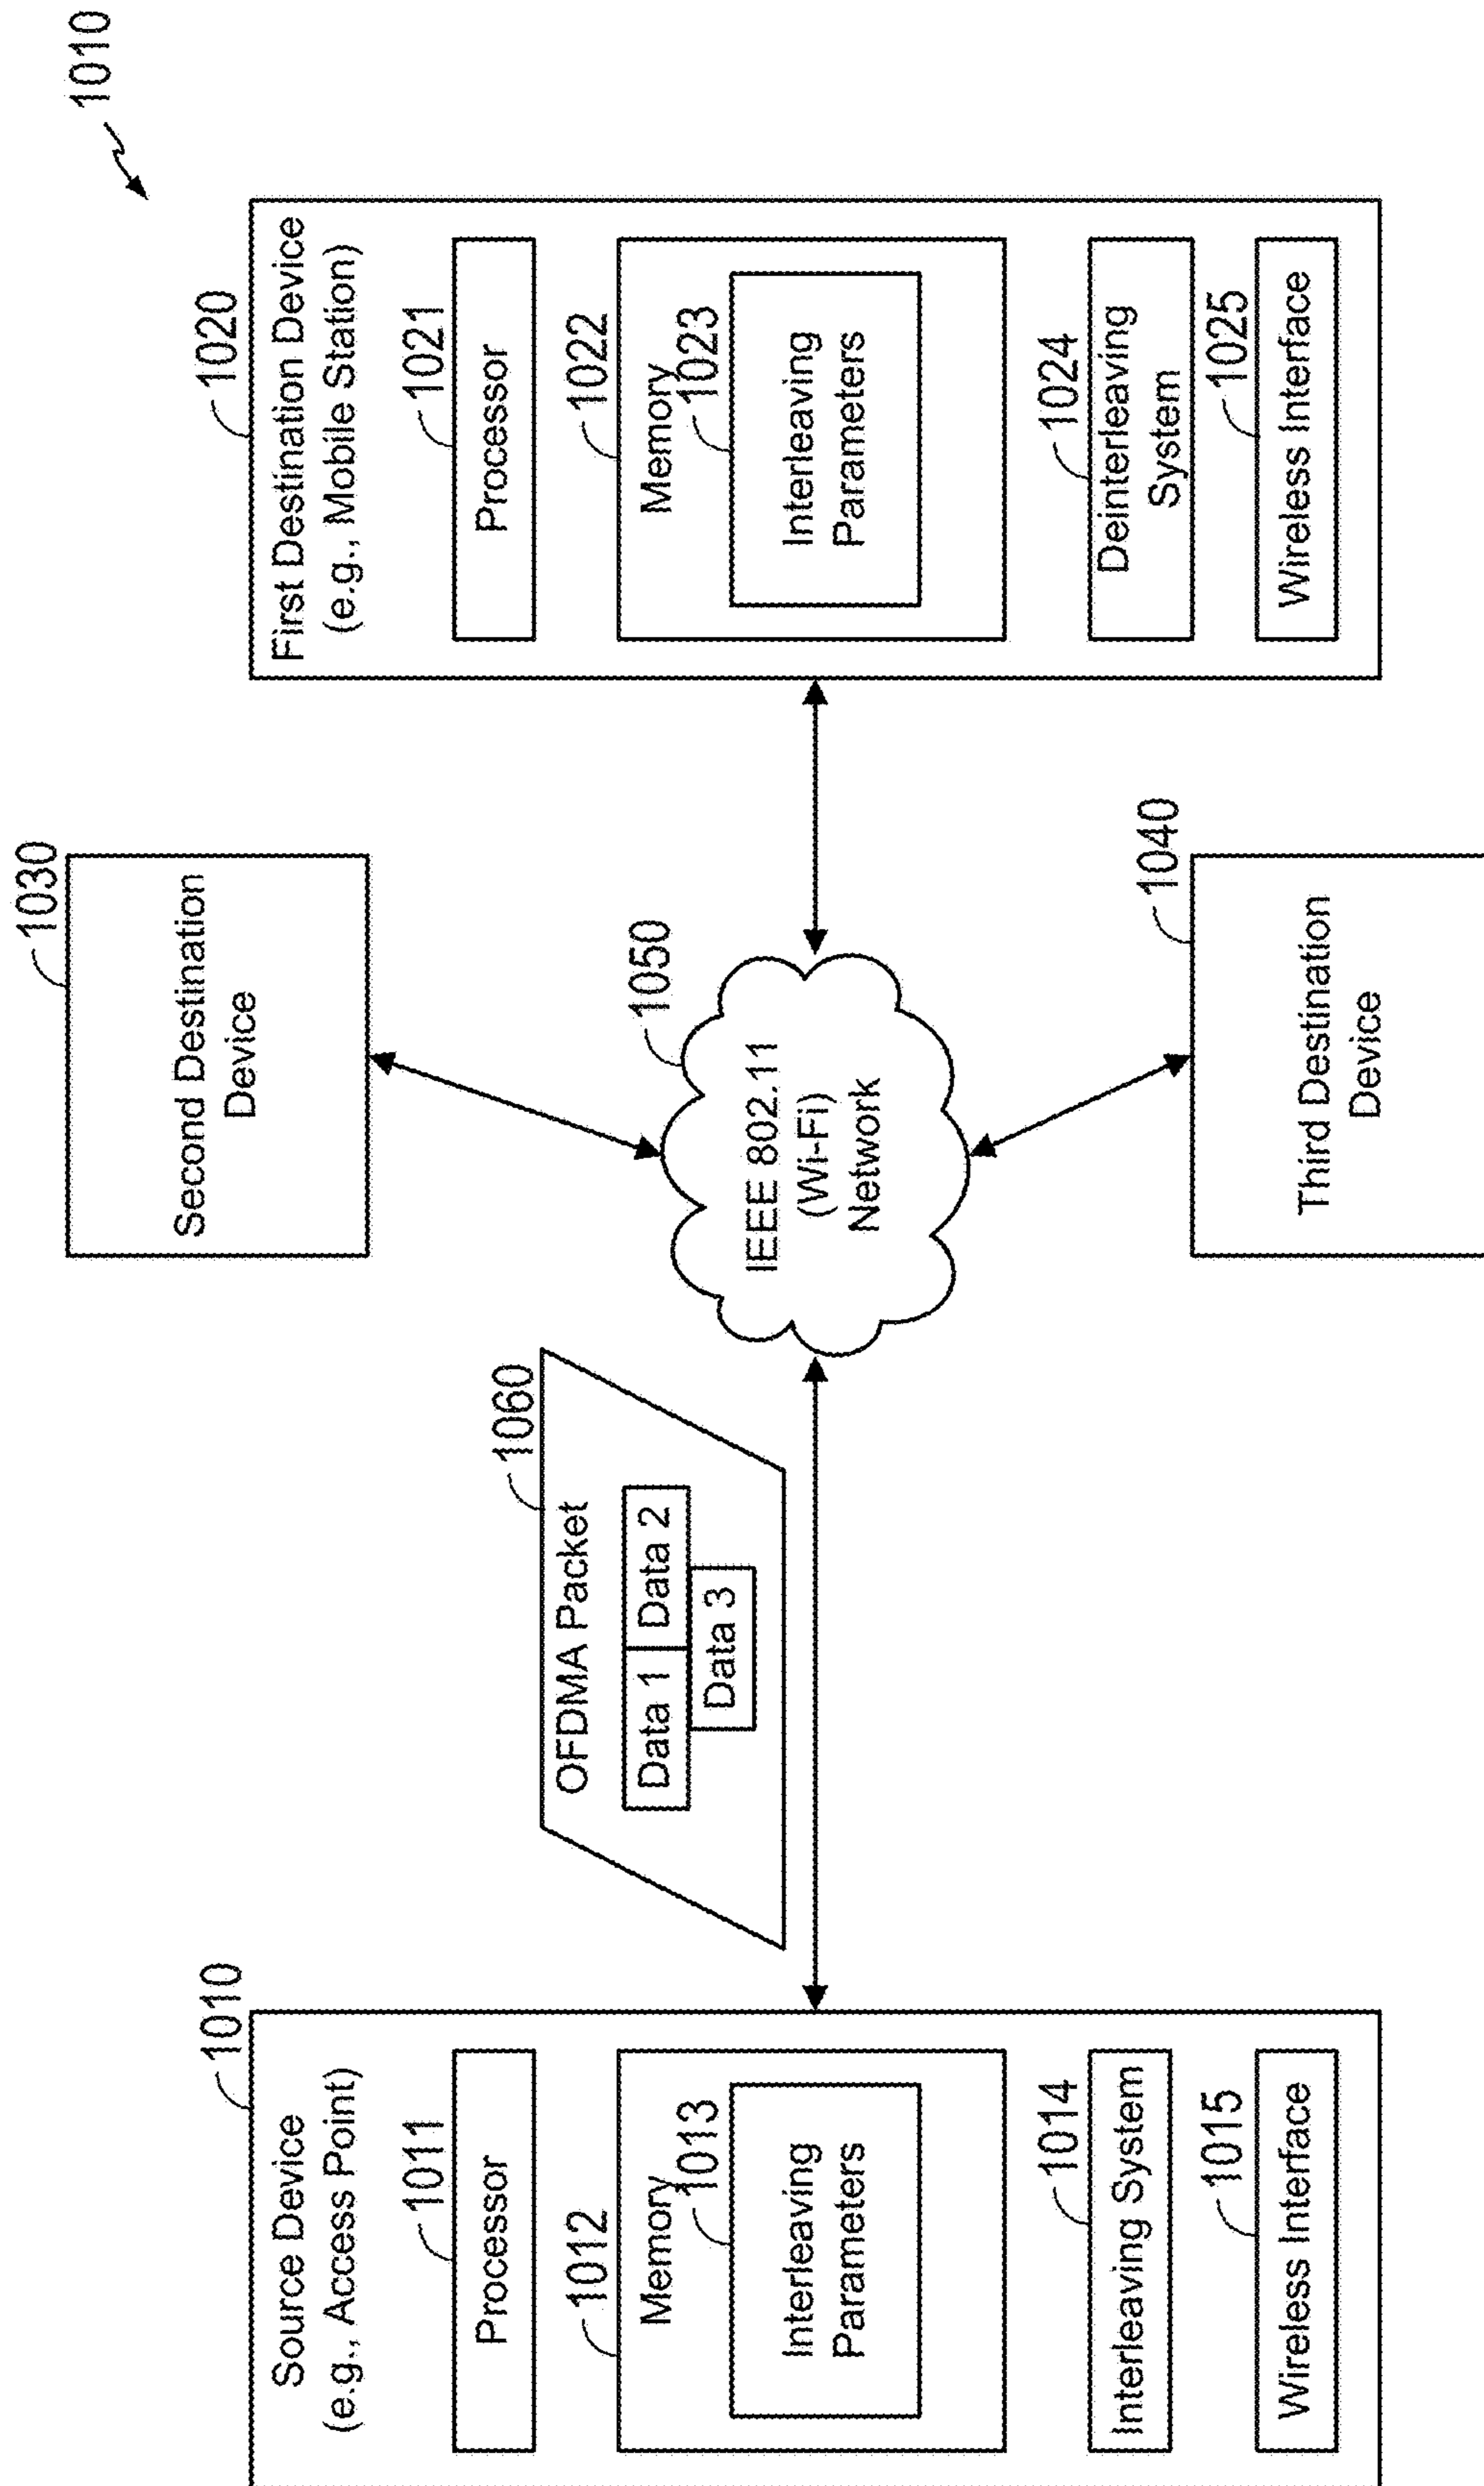 1010
1010
Source Device
(e.g., Access Point)
1011
Processor
1012
Memory
1013
Interleaving
Parameters
1014
Interleaving System
1015
Wireless Interface
1060
OFDMA Packet
Data 1
Data 2
Data 3
1030
Second Destination
Device
1050
IEEE 802.11
(Wi-Fi)
Network
1040
Third Destination
Device
1020
First Destination Device
(e.g., Mobile Station)
1021
Processor
1022
Memory
1023
Interleaving
Parameters
1024
Deinterleaving
System
1025
Wireless Interface